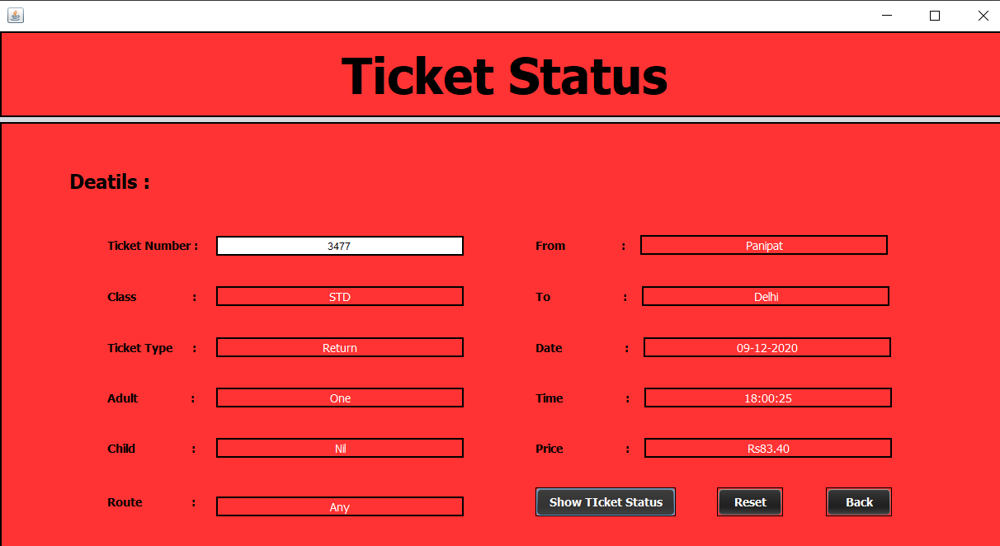 Ticket Status
Deatils :
Ticket Number : 3477 From : Panipat
Class : STD To : Delhi
Ticket Type : Return Date : 09-12-2020
Adult : One Time : 18:00:25
Child : Nil Price : Rs83.40
Route : Any Show TIcket Status Reset Back